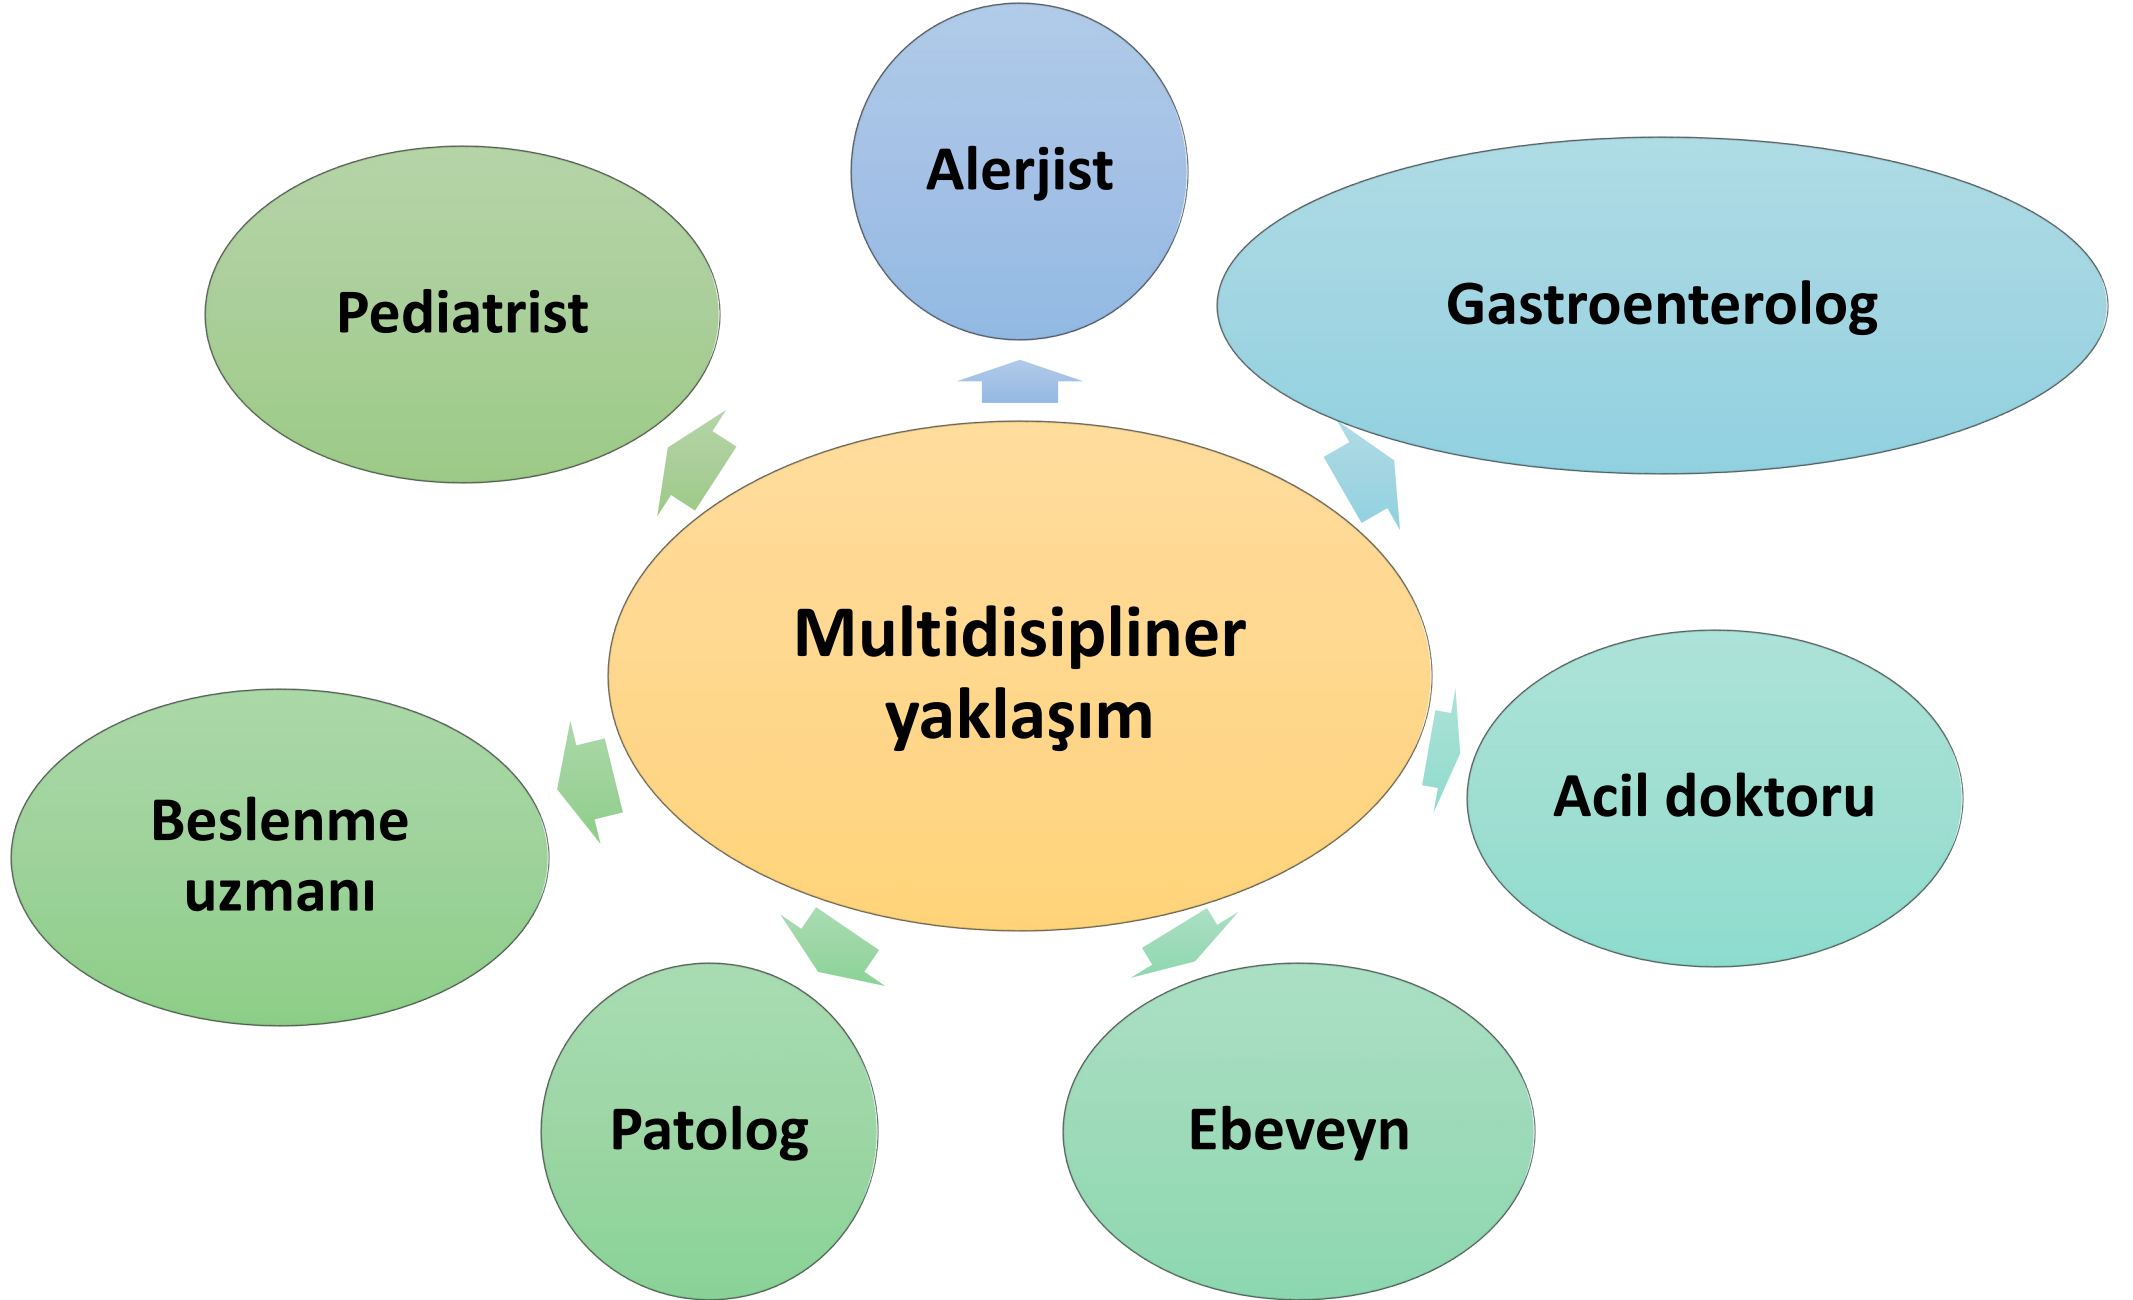 Alerjist
Gastroenterolog
Pediatrist
Multidisipliner
yaklaşım
Acil doktoru
Beslenme
uzmanı
Patolog
Ebeveyn